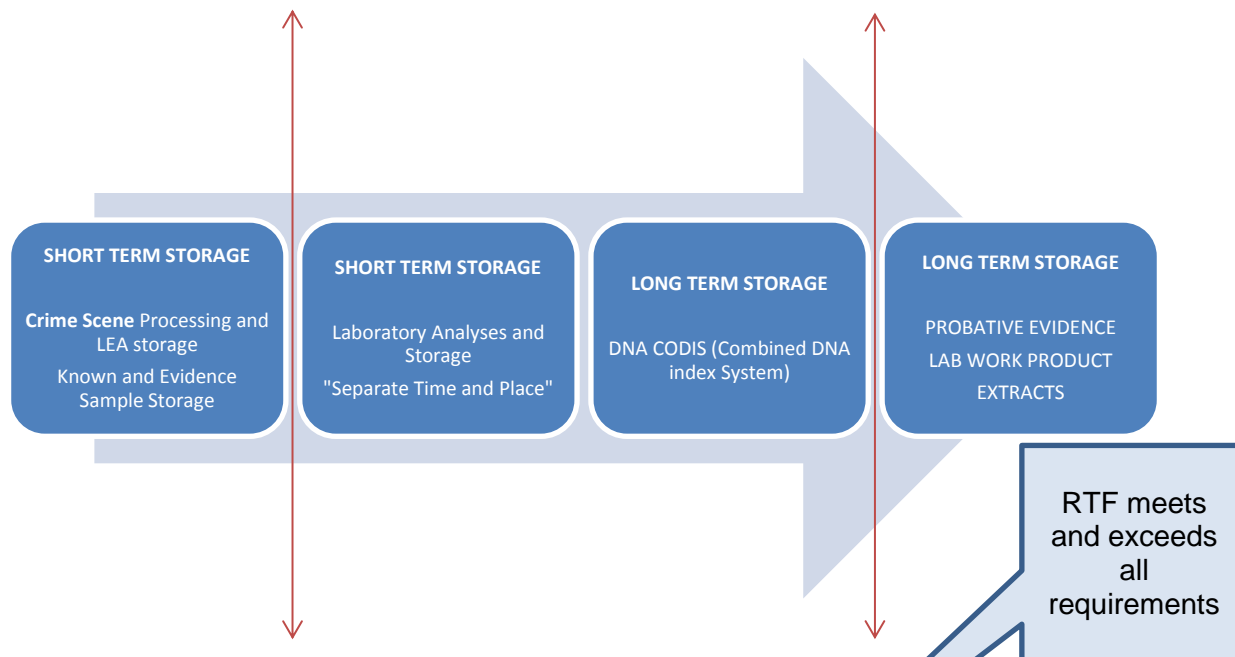 SHORT TERM STORAGE
Crime Scene Processing and
LEA storage
Known and Evidence
Sample Storage
SHORT TERM STORAGE
Laboratory Analyses and
Storage
"Separate Time and Place"
LONG TERM STORAGE
DNA CODIS (Combined DNA
index System)
LONG TERM STORAGE
PROBATIVE EVIDENCE
LAB WORK PRODUCT
EXTRACTS
RTF meets
and exceeds
all
requirements